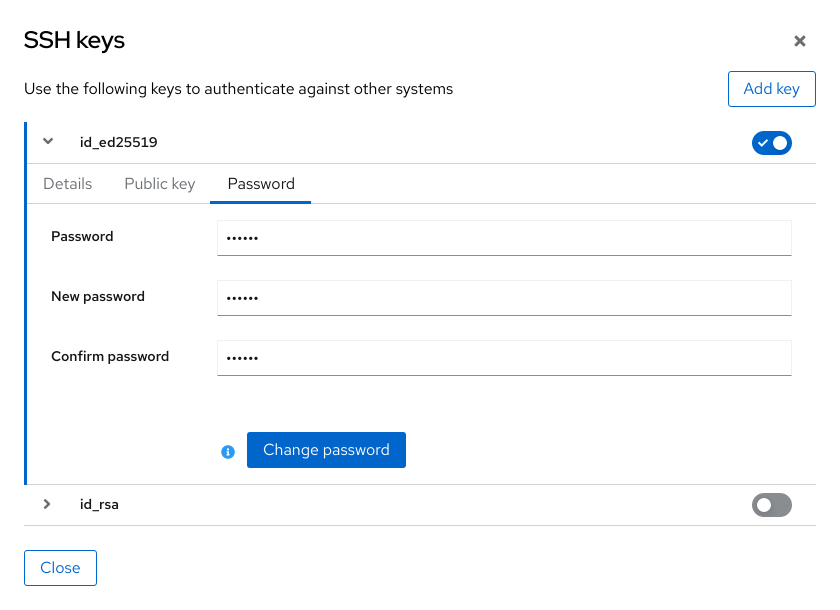 SSH keys
Use the following keys to authenticate against other systems
Add key
id_ed25519
Details Public key Password
Password ••••••
New password ••••••
Confirm password ••••••
Change password
id_rsa
Close